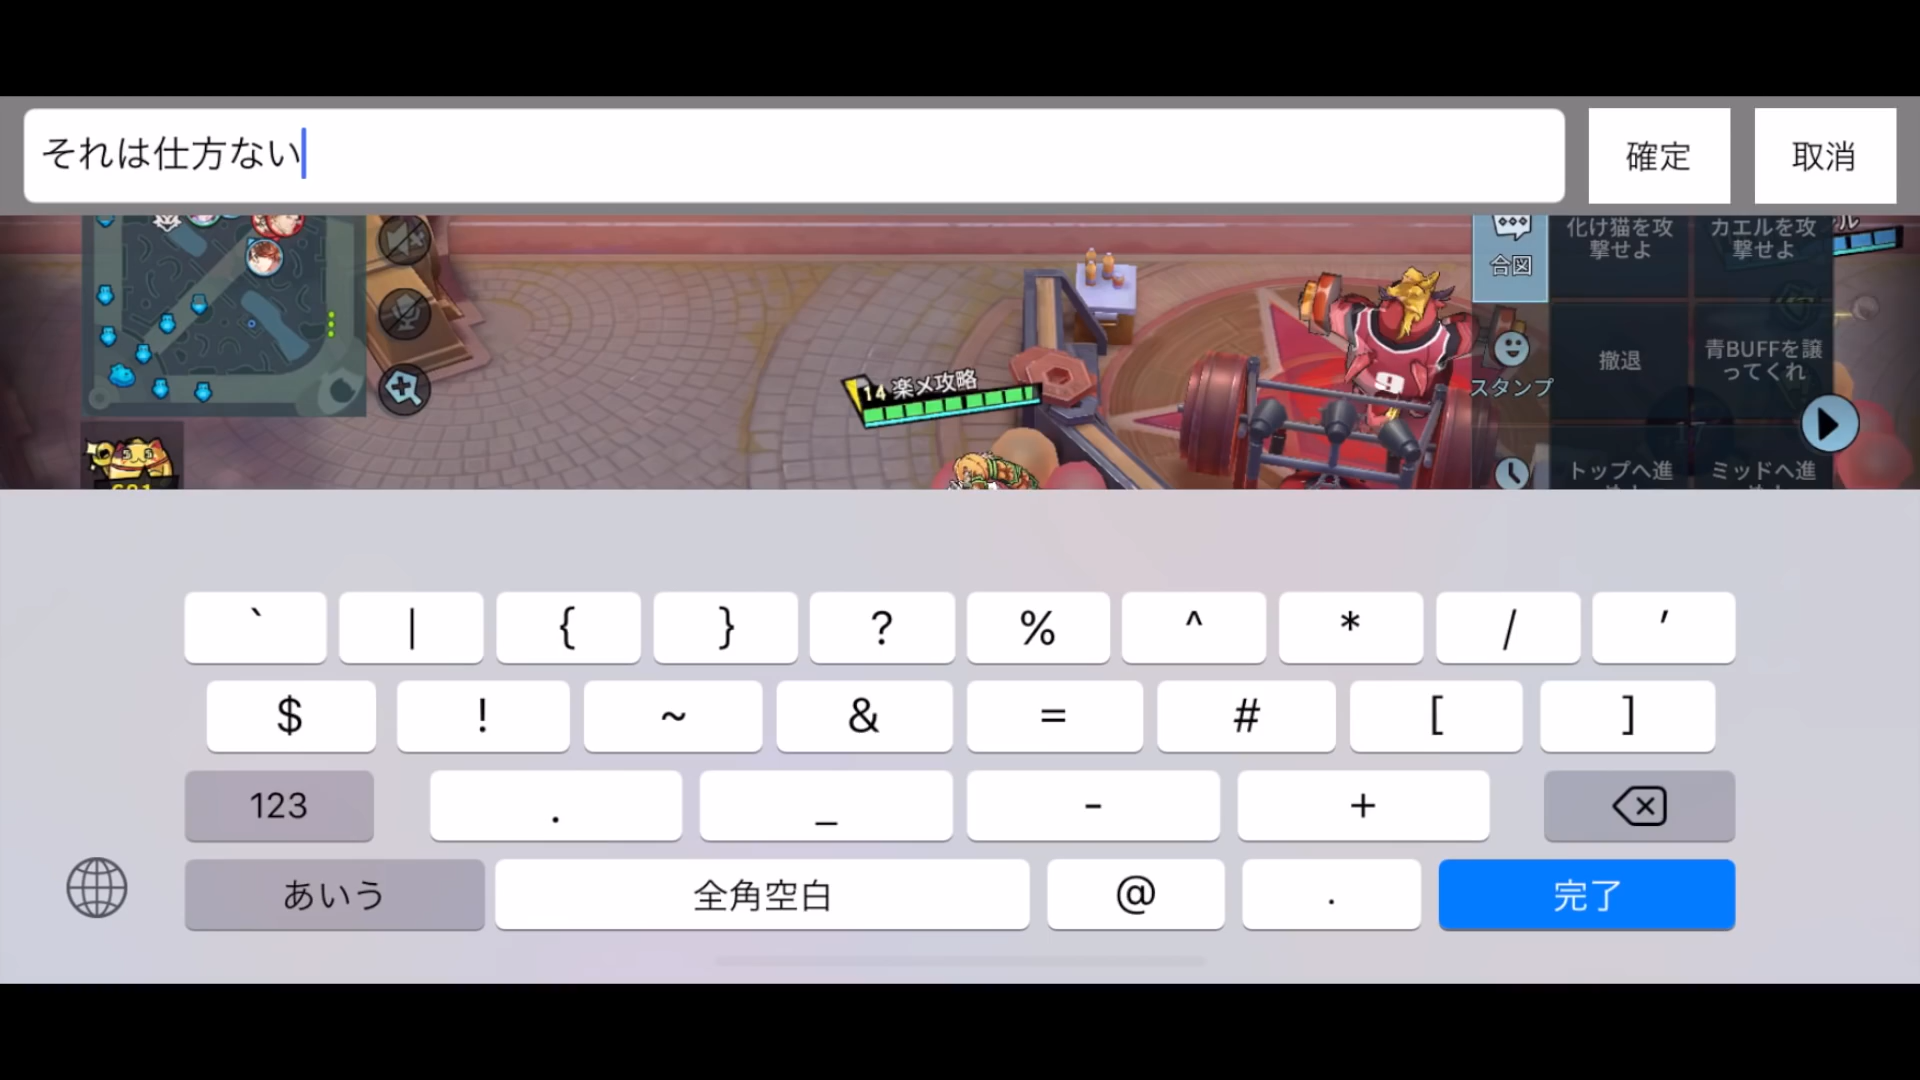 それは仕方ない
確定
取消
合図
化け猫を攻
撃せよ
カエルを攻
撃せよ
ル
スタンプ
撤退
青BUFFを譲
ってくれ
14 楽メ攻略
17
トップへ進
ミッドへ進
` | { } ? % ^ * / ′
$ ! ~ & = # [ ]
123 . _ - +
あいう 全角空白 @ . 完了